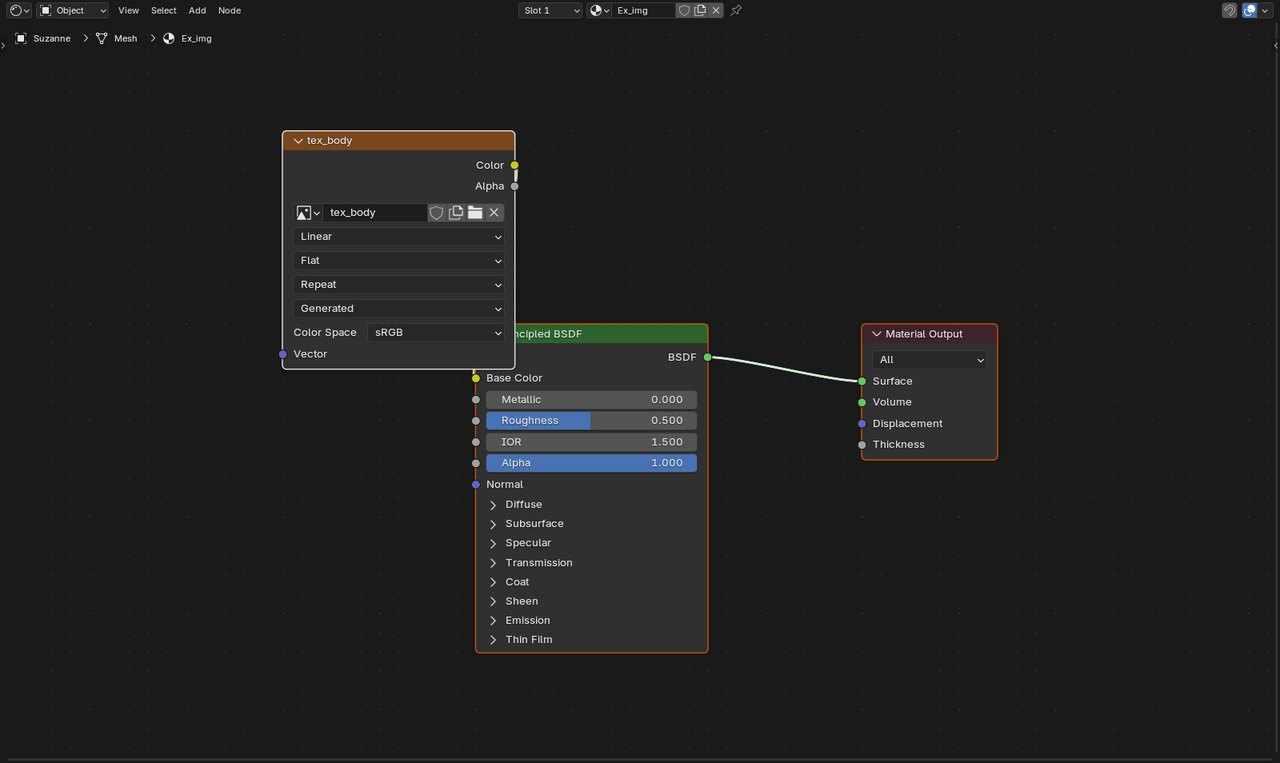 Object View Select Add Node Slot 1 Ex_img
Suzanne Mesh Ex_img
tex_body
Color
Alpha
tex_body
Linear
Flat
Repeat
Generated
Color Space sRGB
Vector
ncipled BSDF
BSDF
Base Color
Metallic 0.000
Roughness 0.500
IOR 1.500
Alpha 1.000
Normal
Diffuse
Subsurface
Specular
Transmission
Coat
Sheen
Emission
Thin Film
Material Output
All
Surface
Volume
Displacement
Thickness